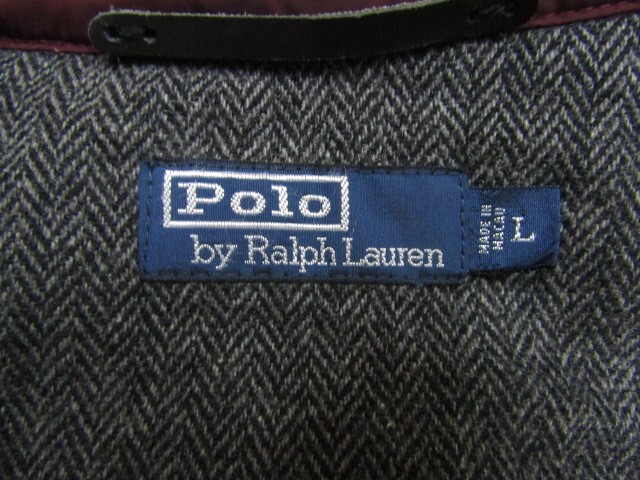 Polo
by Ralph Lauren
MADE IN
MACAU
L